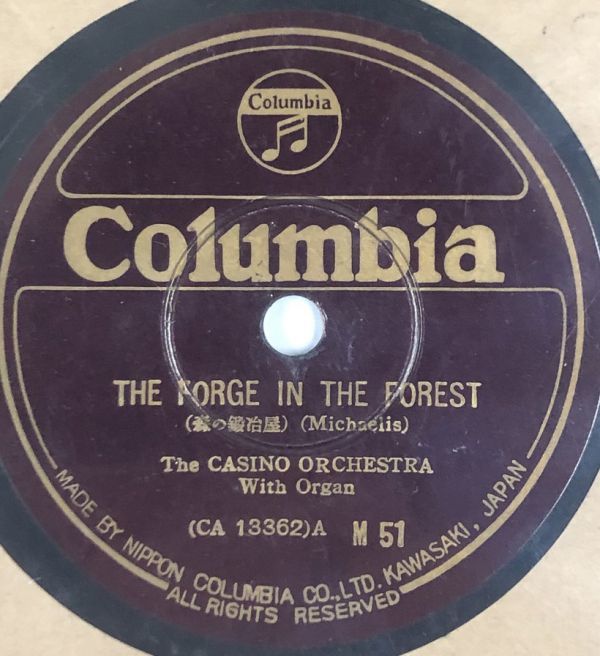 Columbia
Columbia
THE FORGE IN THE FOREST
(森の鍛冶屋) (Michaelis)
The CASINO ORCHESTRA
With Organ
(CA 13362)A M 51
MADE BY NIPPON COLUMBIA CO.,LTD. KAWASAKI, JAPAN
ALL RIGHTS RESERVED